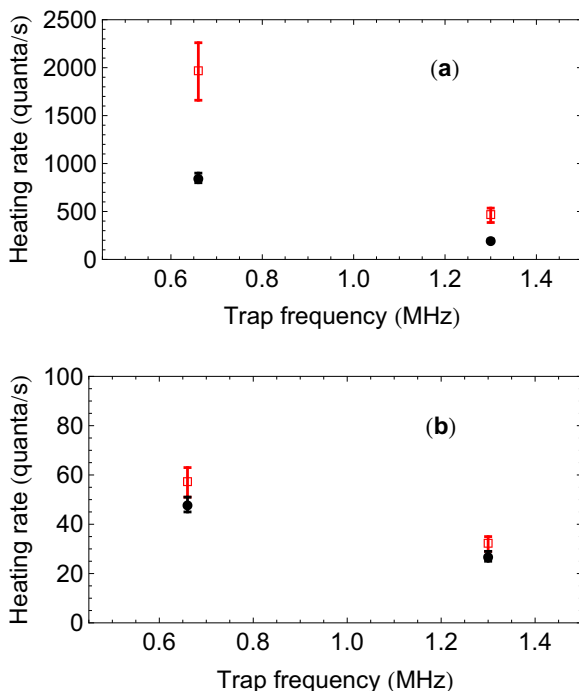 2500
2000
1500
1000
500
0
Heating rate (quanta/s)
(a)
0.6 0.8 1.0 1.2 1.4
Trap frequency (MHz)
100
80
60
40
20
0
Heating rate (quanta/s)
(b)
0.6 0.8 1.0 1.2 1.4
Trap frequency (MHz)